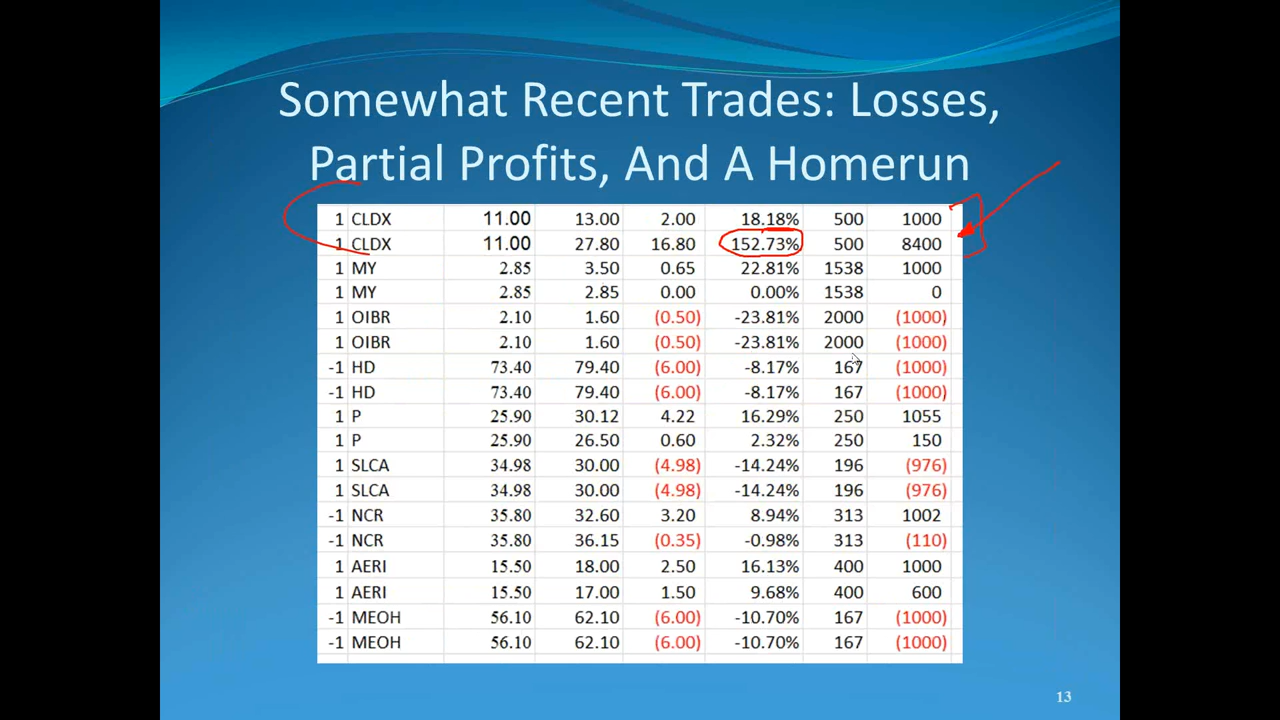 Somewhat Recent Trades: Losses,
Partial Profits, And A Homerun
1 CLDX 11.00 13.00 2.00 18.18% 500 1000
1 CLDX 11.00 27.80 16.80 152.73% 500 8400
1 MY 2.85 3.50 0.65 22.81% 1538 1000
1 MY 2.85 2.85 0.00 0.00% 1538 0
1 OIBR 2.10 1.60 (0.50) -23.81% 2000 (1000)
1 OIBR 2.10 1.60 (0.50) -23.81% 2000 (1000)
-1 HD 73.40 79.40 (6.00) -8.17% 167 (1000)
-1 HD 73.40 79.40 (6.00) -8.17% 167 (1000)
1 P 25.90 30.12 4.22 16.29% 250 1055
1 P 25.90 26.50 0.60 2.32% 250 150
1 SLCA 34.98 30.00 (4.98) -14.24% 196 (976)
1 SLCA 34.98 30.00 (4.98) -14.24% 196 (976)
-1 NCR 35.80 32.60 3.20 8.94% 313 1002
-1 NCR 35.80 36.15 (0.35) -0.98% 313 (110)
1 AERI 15.50 18.00 2.50 16.13% 400 1000
1 AERI 15.50 17.00 1.50 9.68% 400 600
-1 MEOH 56.10 62.10 (6.00) -10.70% 167 (1000)
-1 MEOH 56.10 62.10 (6.00) -10.70% 167 (1000)
13